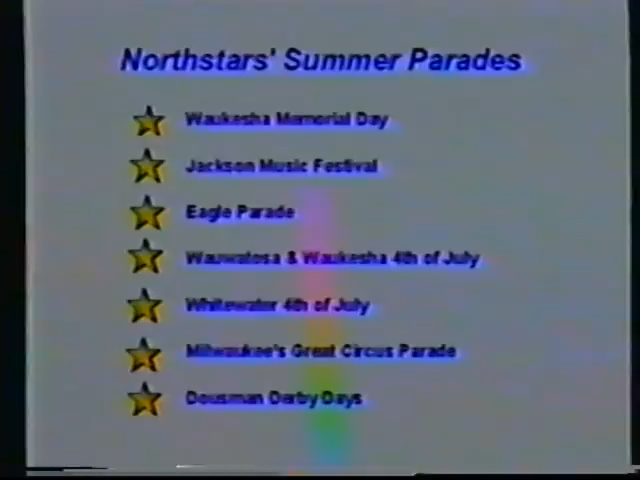 Northstars' Summer Parades
Waukesha Memorial Day
Jackson Music Festival
Eagle Parade
Wauwatosa & Waukesha 4th of July
Whitewater 4th of July
Milwaukee's Great Circus Parade
Dousman Derby Days